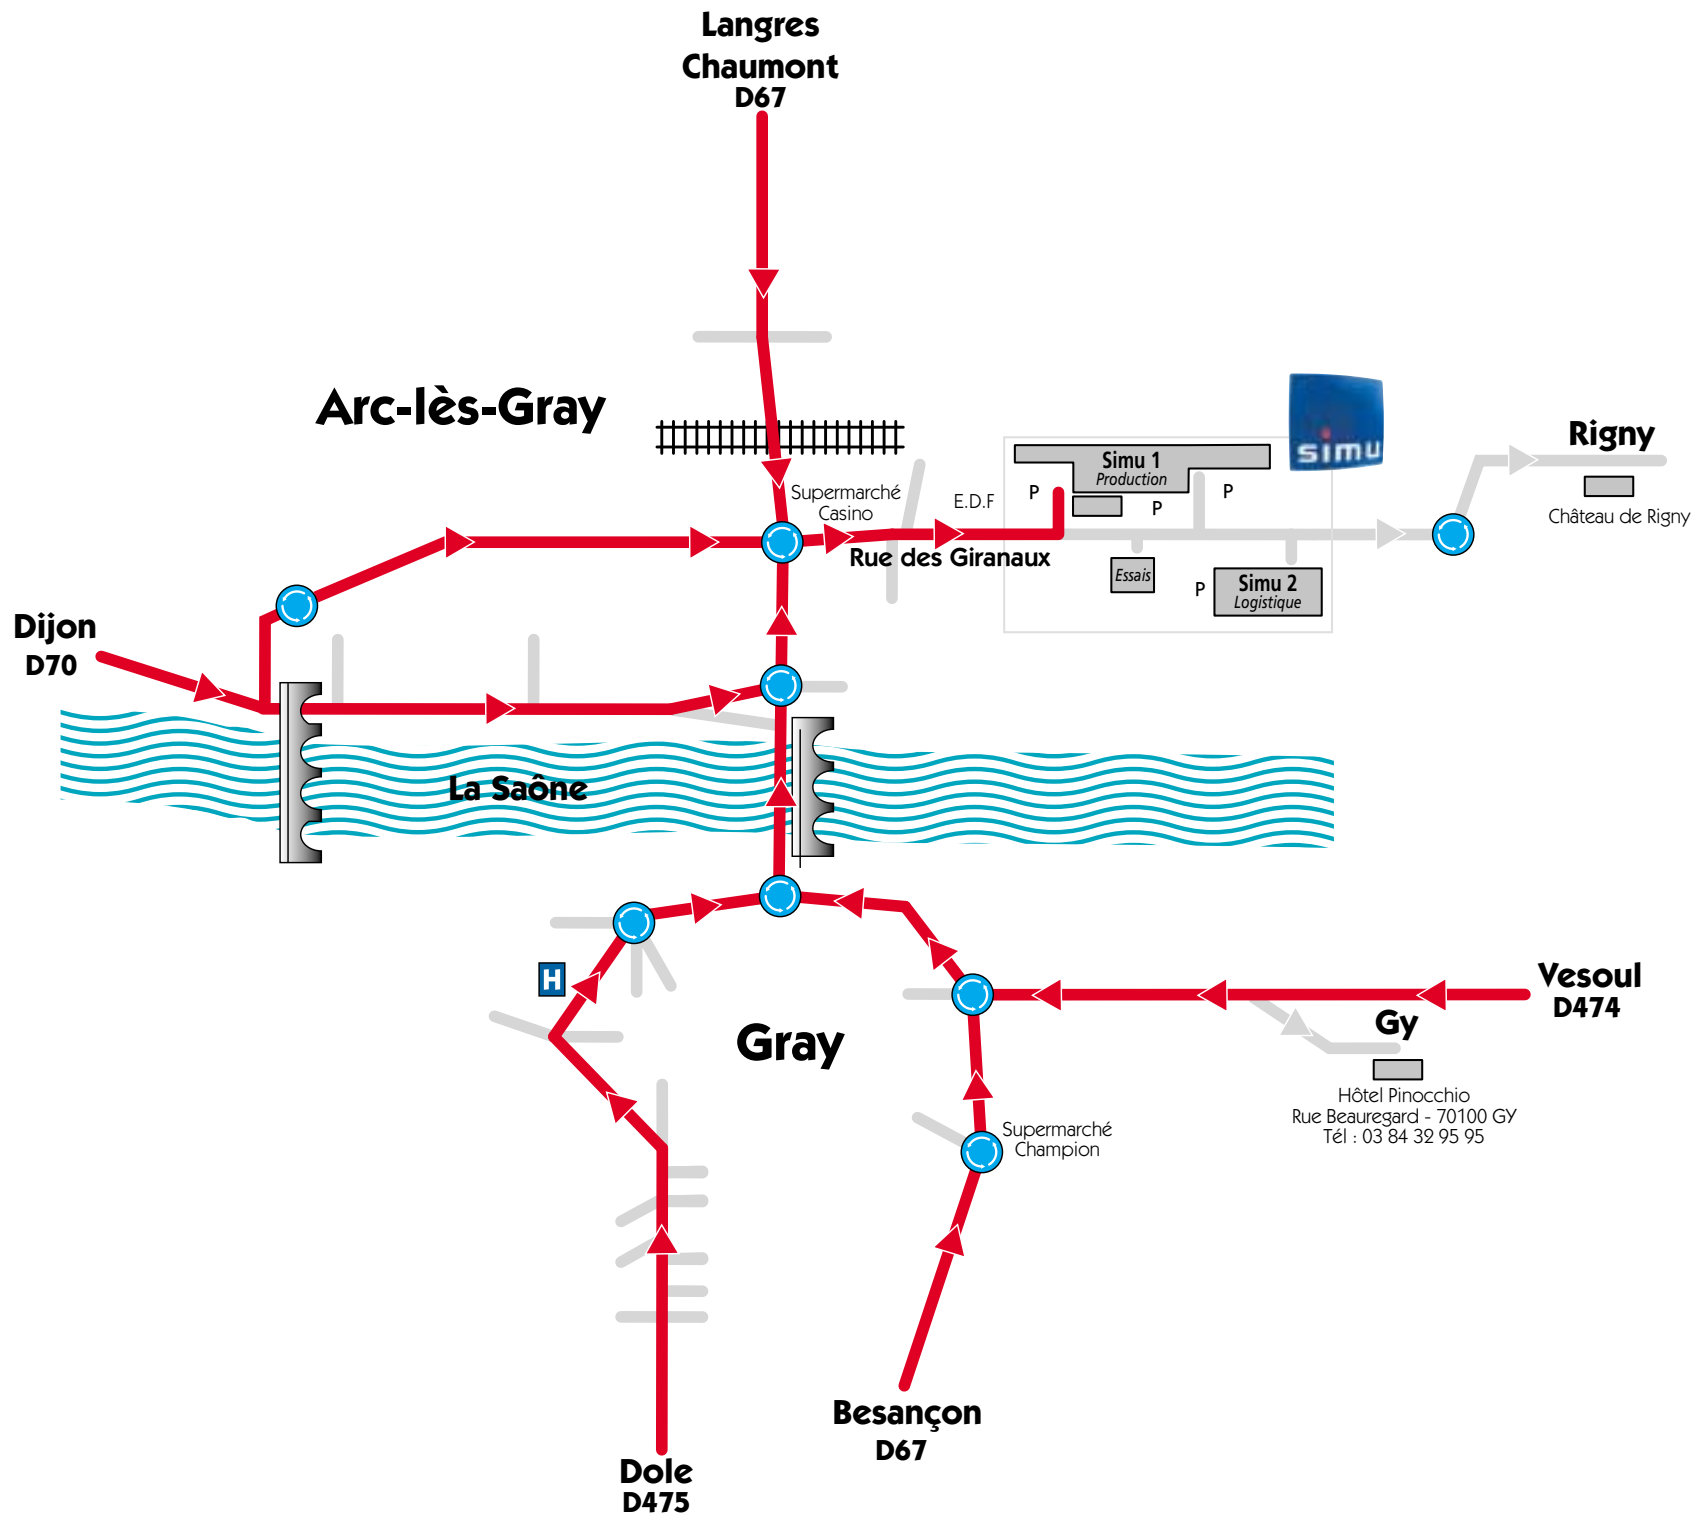 Langres
Chaumont
D67
Arc-lès-Gray
simu
Rigny
Château de Rigny
Supermarché
Casino
E.D.F
Simu 1
Production
P
P
P
Rue des Giranaux
Essais
P
Simu 2
Logistique
Dijon
D70
La Saône
H
Gray
Vesoul
D474
Gy
Hôtel Pinocchio
Rue Beauregard - 70100 GY
Tél : 03 84 32 95 95
Supermarché
Champion
Besançon
D67
Dole
D475